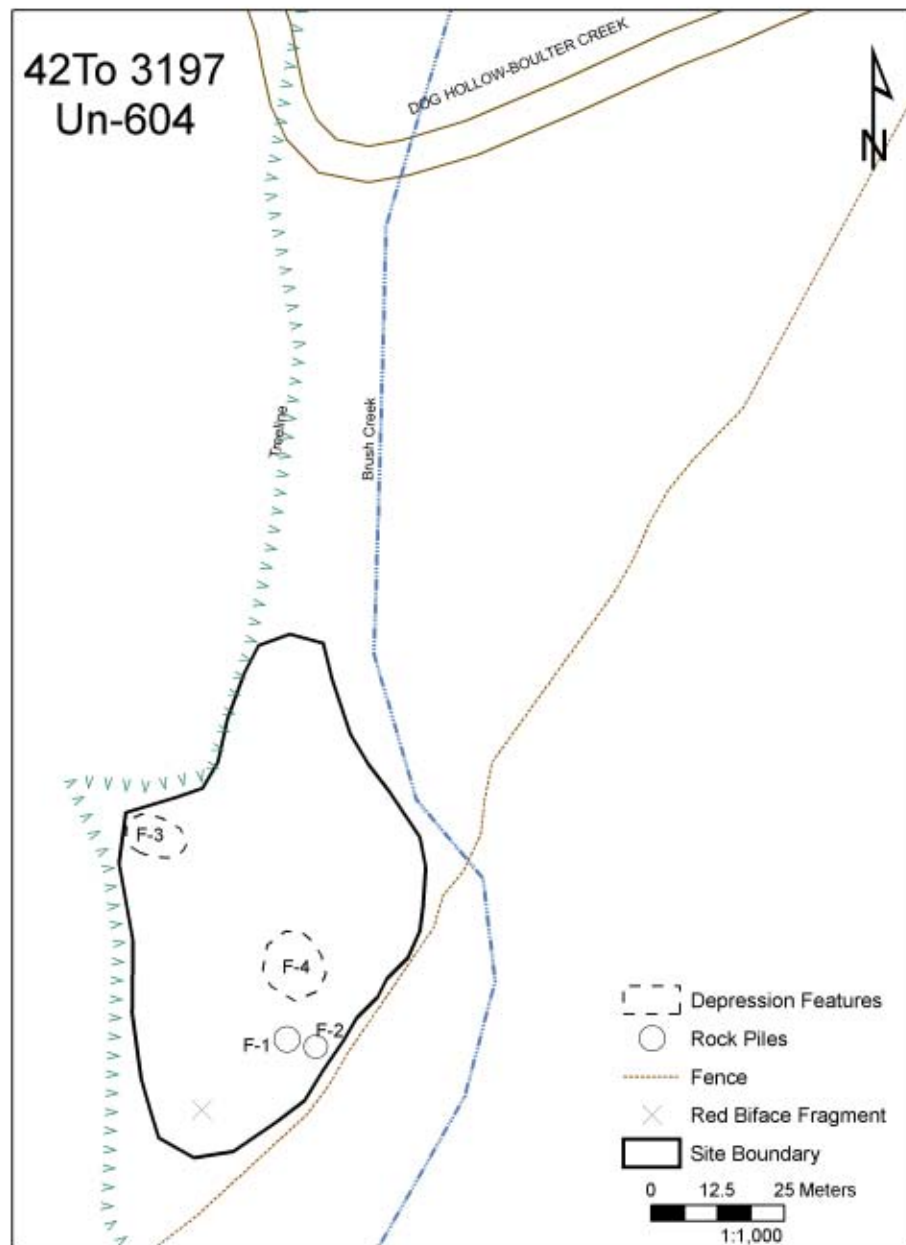 42To 3197
Un-604
DOG HOLLOW-BOULTER CREEK
N
Treeline
Brush Creek
F-3
F-4
F-1
F-2
Depression Features
Rock Piles
Fence
Red Biface Fragment
Site Boundary
0 12.5 25 Meters
1:1,000